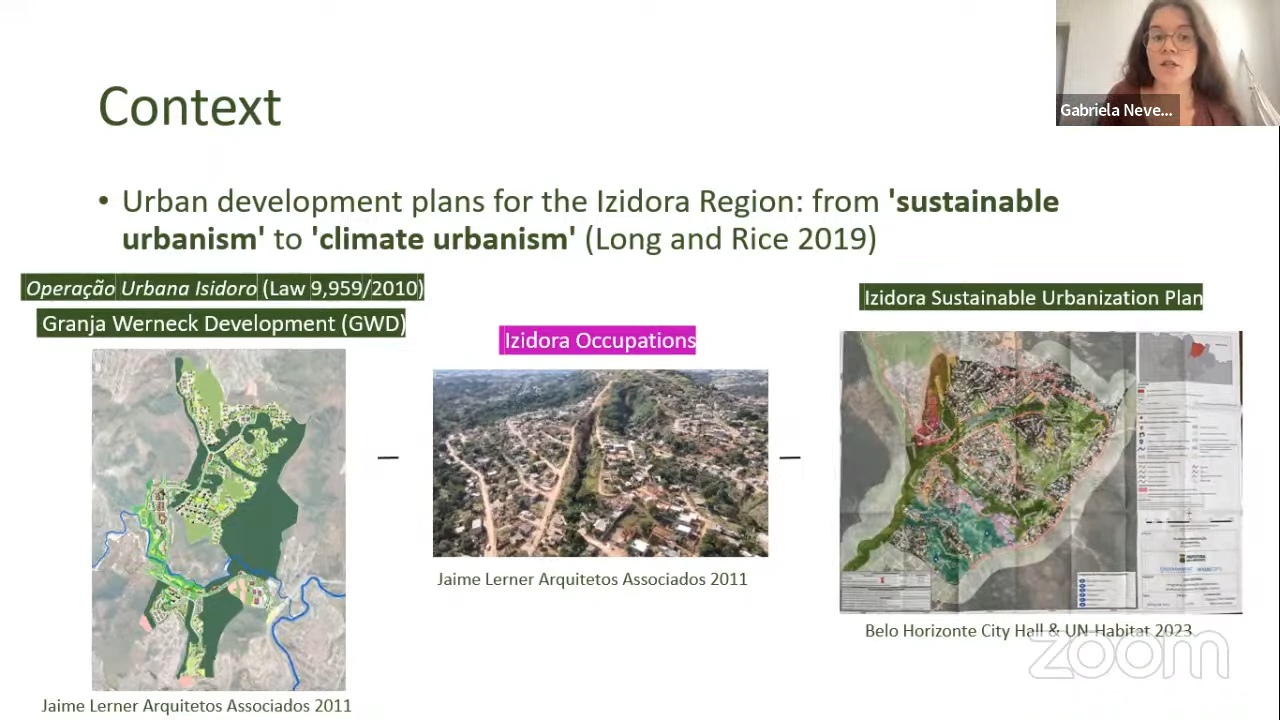 Context
Gabriela Neve...
• Urban development plans for the Izidora Region: from 'sustainable
urbanism' to 'climate urbanism' (Long and Rice 2019)
Operação Urbana Isidoro (Law 9,959/2010)
Granja Werneck Development (GWD)
Izidora Occupations
Izidora Sustainable Urbanization Plan
Jaime Lerner Arquitetos Associados 2011
Belo Horizonte City Hall & UN-Habitat 2023
zoom
Jaime Lerner Arquitetos Associados 2011